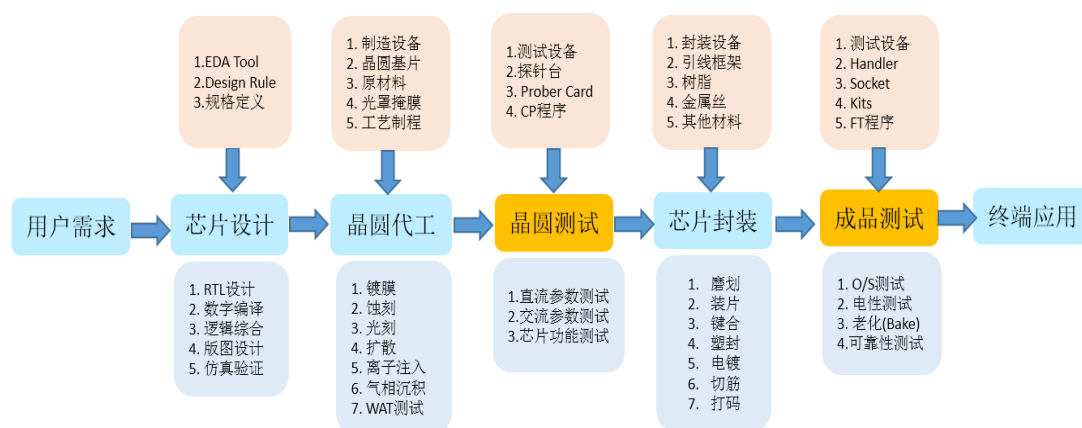 1.EDA Tool
2.Design Rule
3.规格定义
1. 制造设备
2. 晶圆基片
3. 原材料
4. 光罩掩膜
5. 工艺制程
1.测试设备
2.探针台
3. Prober Card
4. CP程序
1. 封装设备
2. 引线框架
3. 树脂
4. 金属丝
5. 其他材料
1. 测试设备
2. Handler
3. Socket
4. Kits
5. FT程序
用户需求
芯片设计
晶圆代工
晶圆测试
芯片封装
成品测试
终端应用
1. RTL设计
2. 数字编译
3. 逻辑综合
4. 版图设计
5. 仿真验证
1. 镀膜
2. 蚀刻
3. 光刻
4. 扩散
5. 离子注入
6. 气相沉积
7. WAT测试
1.直流参数测试
2.交流参数测试
3.芯片功能测试
1. 磨划
2. 装片
3. 键合
4. 塑封
5. 电镀
6. 切筋
7. 打码
1. O/S测试
2. 电性测试
3. 老化(Bake)
4.可靠性测试